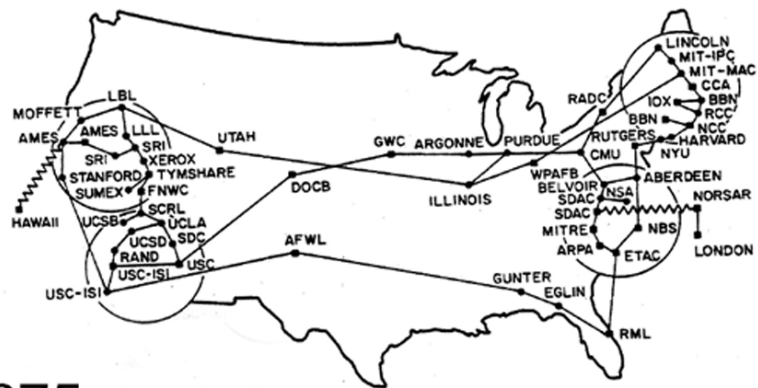 LINCOLN
MIT-IPC
MIT-MAC
CCA
BBN
RCC
NCC
HARVARD
NYU
IOX
BBN
RUTGERS
RADC
LBL
MOFFETT
AMES
AMES
LLL
SRI
SRI
XEROX
TYMSHARE
STANFORD
SUMEX
FNWC
UTAH
GWC
ARGONNE
PURDUE
CMU
WPAFB
ILLINOIS
DOCB
HAWAII
SCRL
UCSB
UCLA
UCSD
SDC
RAND
USC-ISI
USC
USC-ISI
AFWL
ABERDEEN
BELVOIR
NSA
SDAC
SDAC
NORSAR
MITRE
NBS
ARPA
ETAC
LONDON
GUNTER
EGLIN
RML